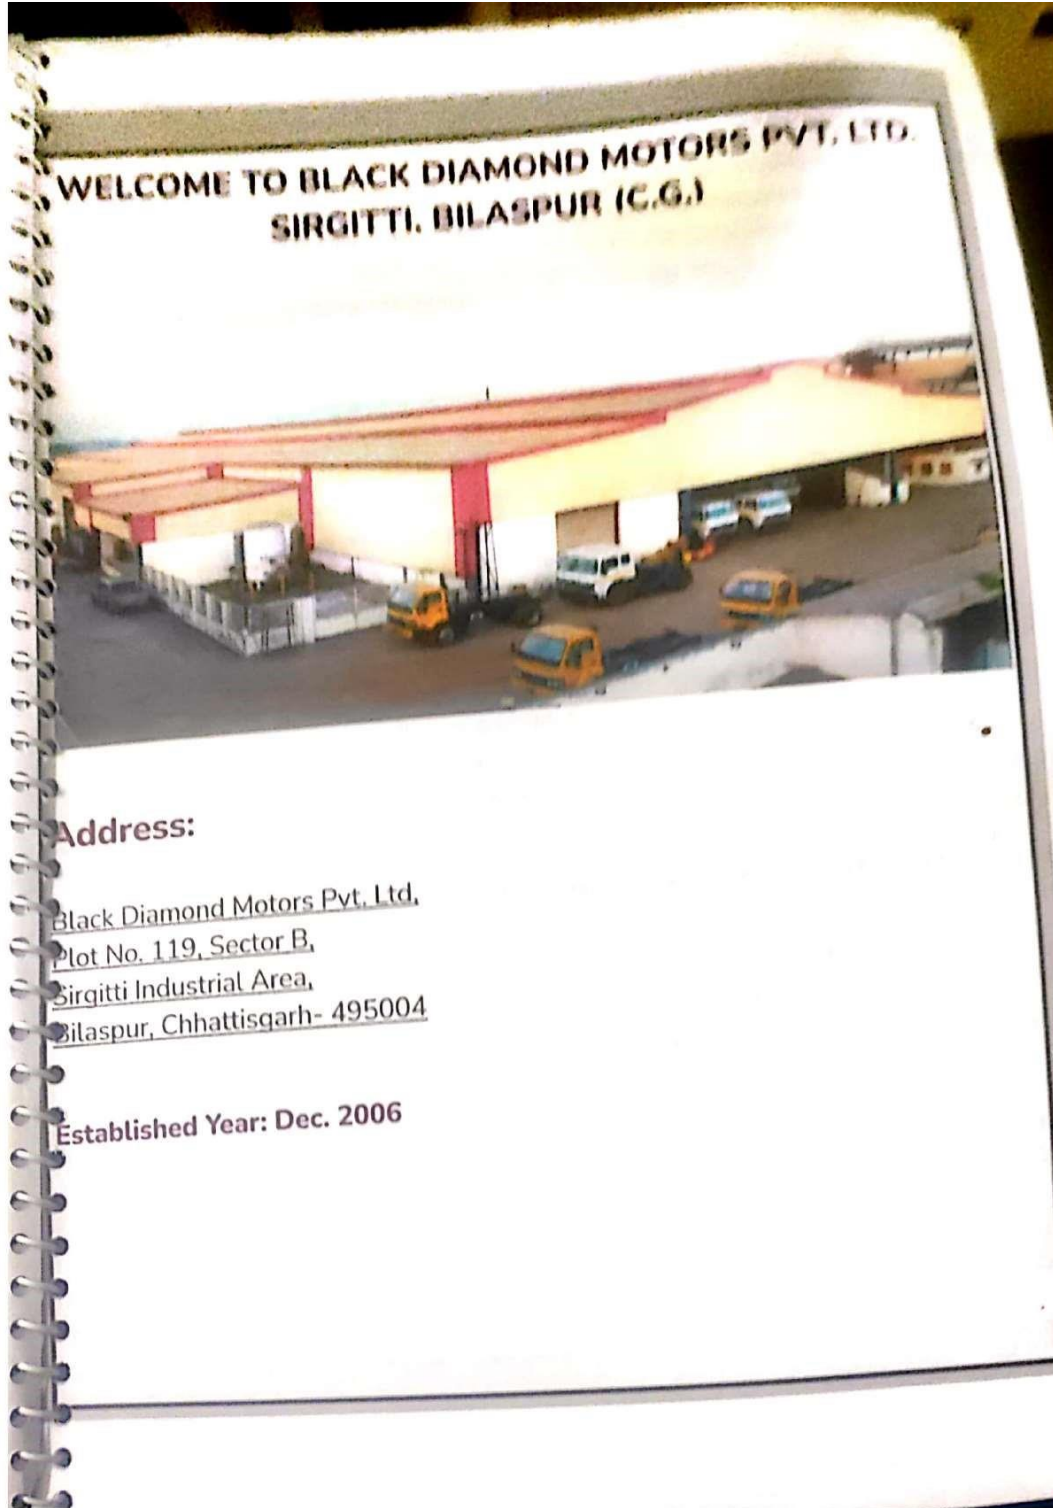 WELCOME TO BLACK DIAMOND MOTORS PVT. LTD.
SIRGITTI. BILASPUR (C.G.)
Address:
Black Diamond Motors Pvt. Ltd,
Plot No. 119, Sector B,
Sirgitti Industrial Area,
Bilaspur, Chhattisgarh- 495004
Established Year: Dec. 2006